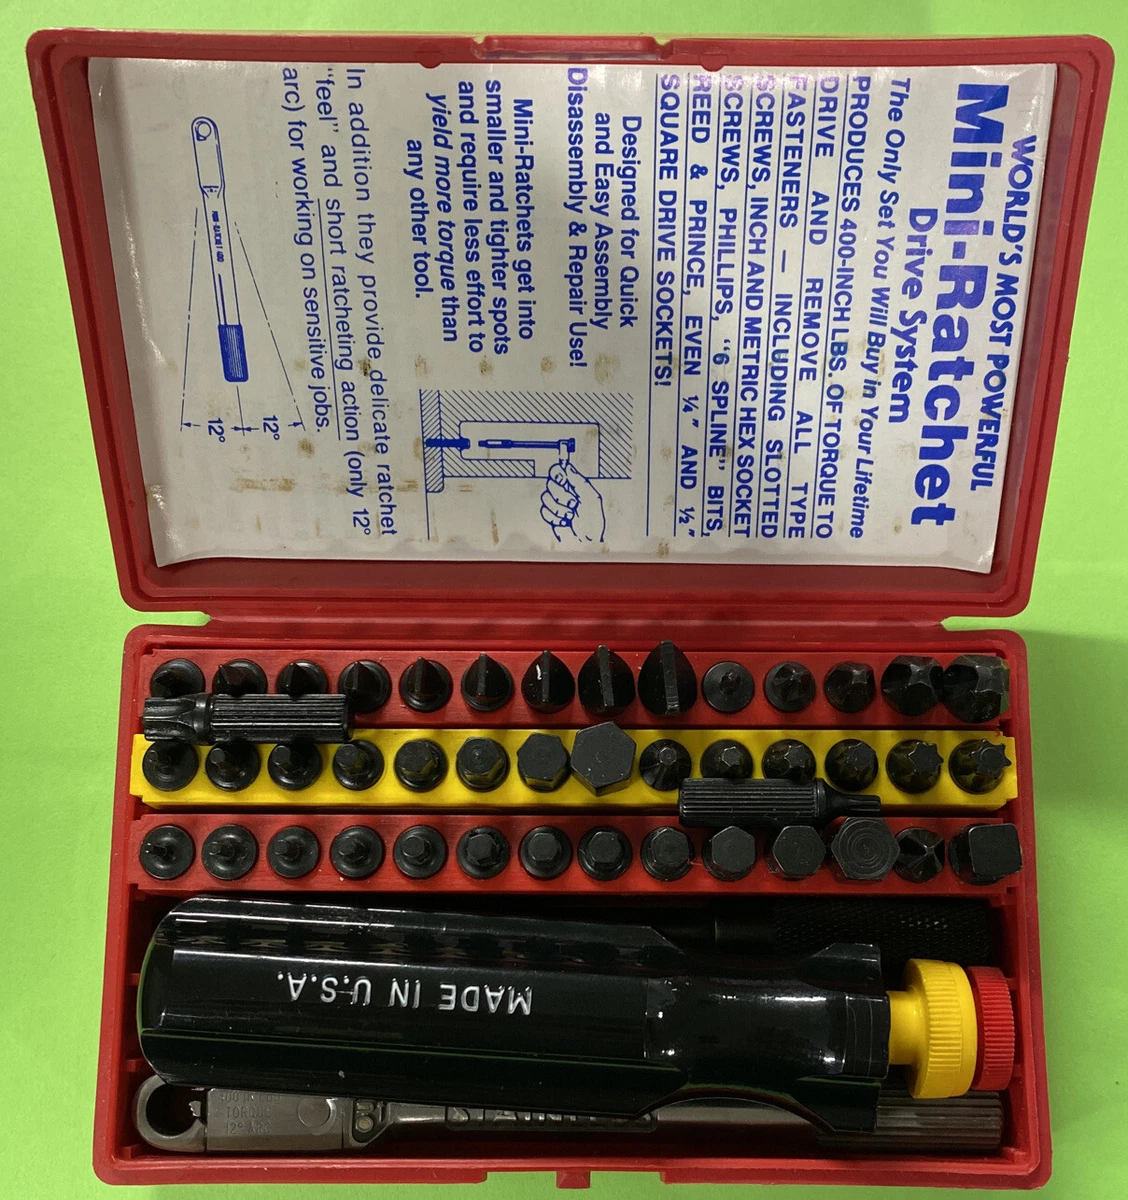 WORLD'S MOST POWERFUL
Mini-Ratchet
Drive System
The Only Set You Will Buy in Your Lifetime
PRODUCES 400-INCH LBS. OF TORQUE TO
DRIVE AND REMOVE ALL TYPE
FASTENERS — INCLUDING SLOTTED
SCREWS, INCH AND METRIC HEX SOCKET
SCREWS, PHILLIPS, "6 SPLINE" BITS,
REED & PRINCE, EVEN ¼" AND ½"
SQUARE DRIVE SOCKETS!
Designed for Quick
and Easy Assembly
Disassembly & Repair Use!
Mini-Ratchets get into
smaller and tighter spots
and require less effort to
yield more torque than
any other tool.
In addition they provide delicate ratchet
"feel" and short ratcheting action (only 12°
arc) for working on sensitive jobs.
12°
12°
MADE IN U.S.A.
TORQUE
12° ARC